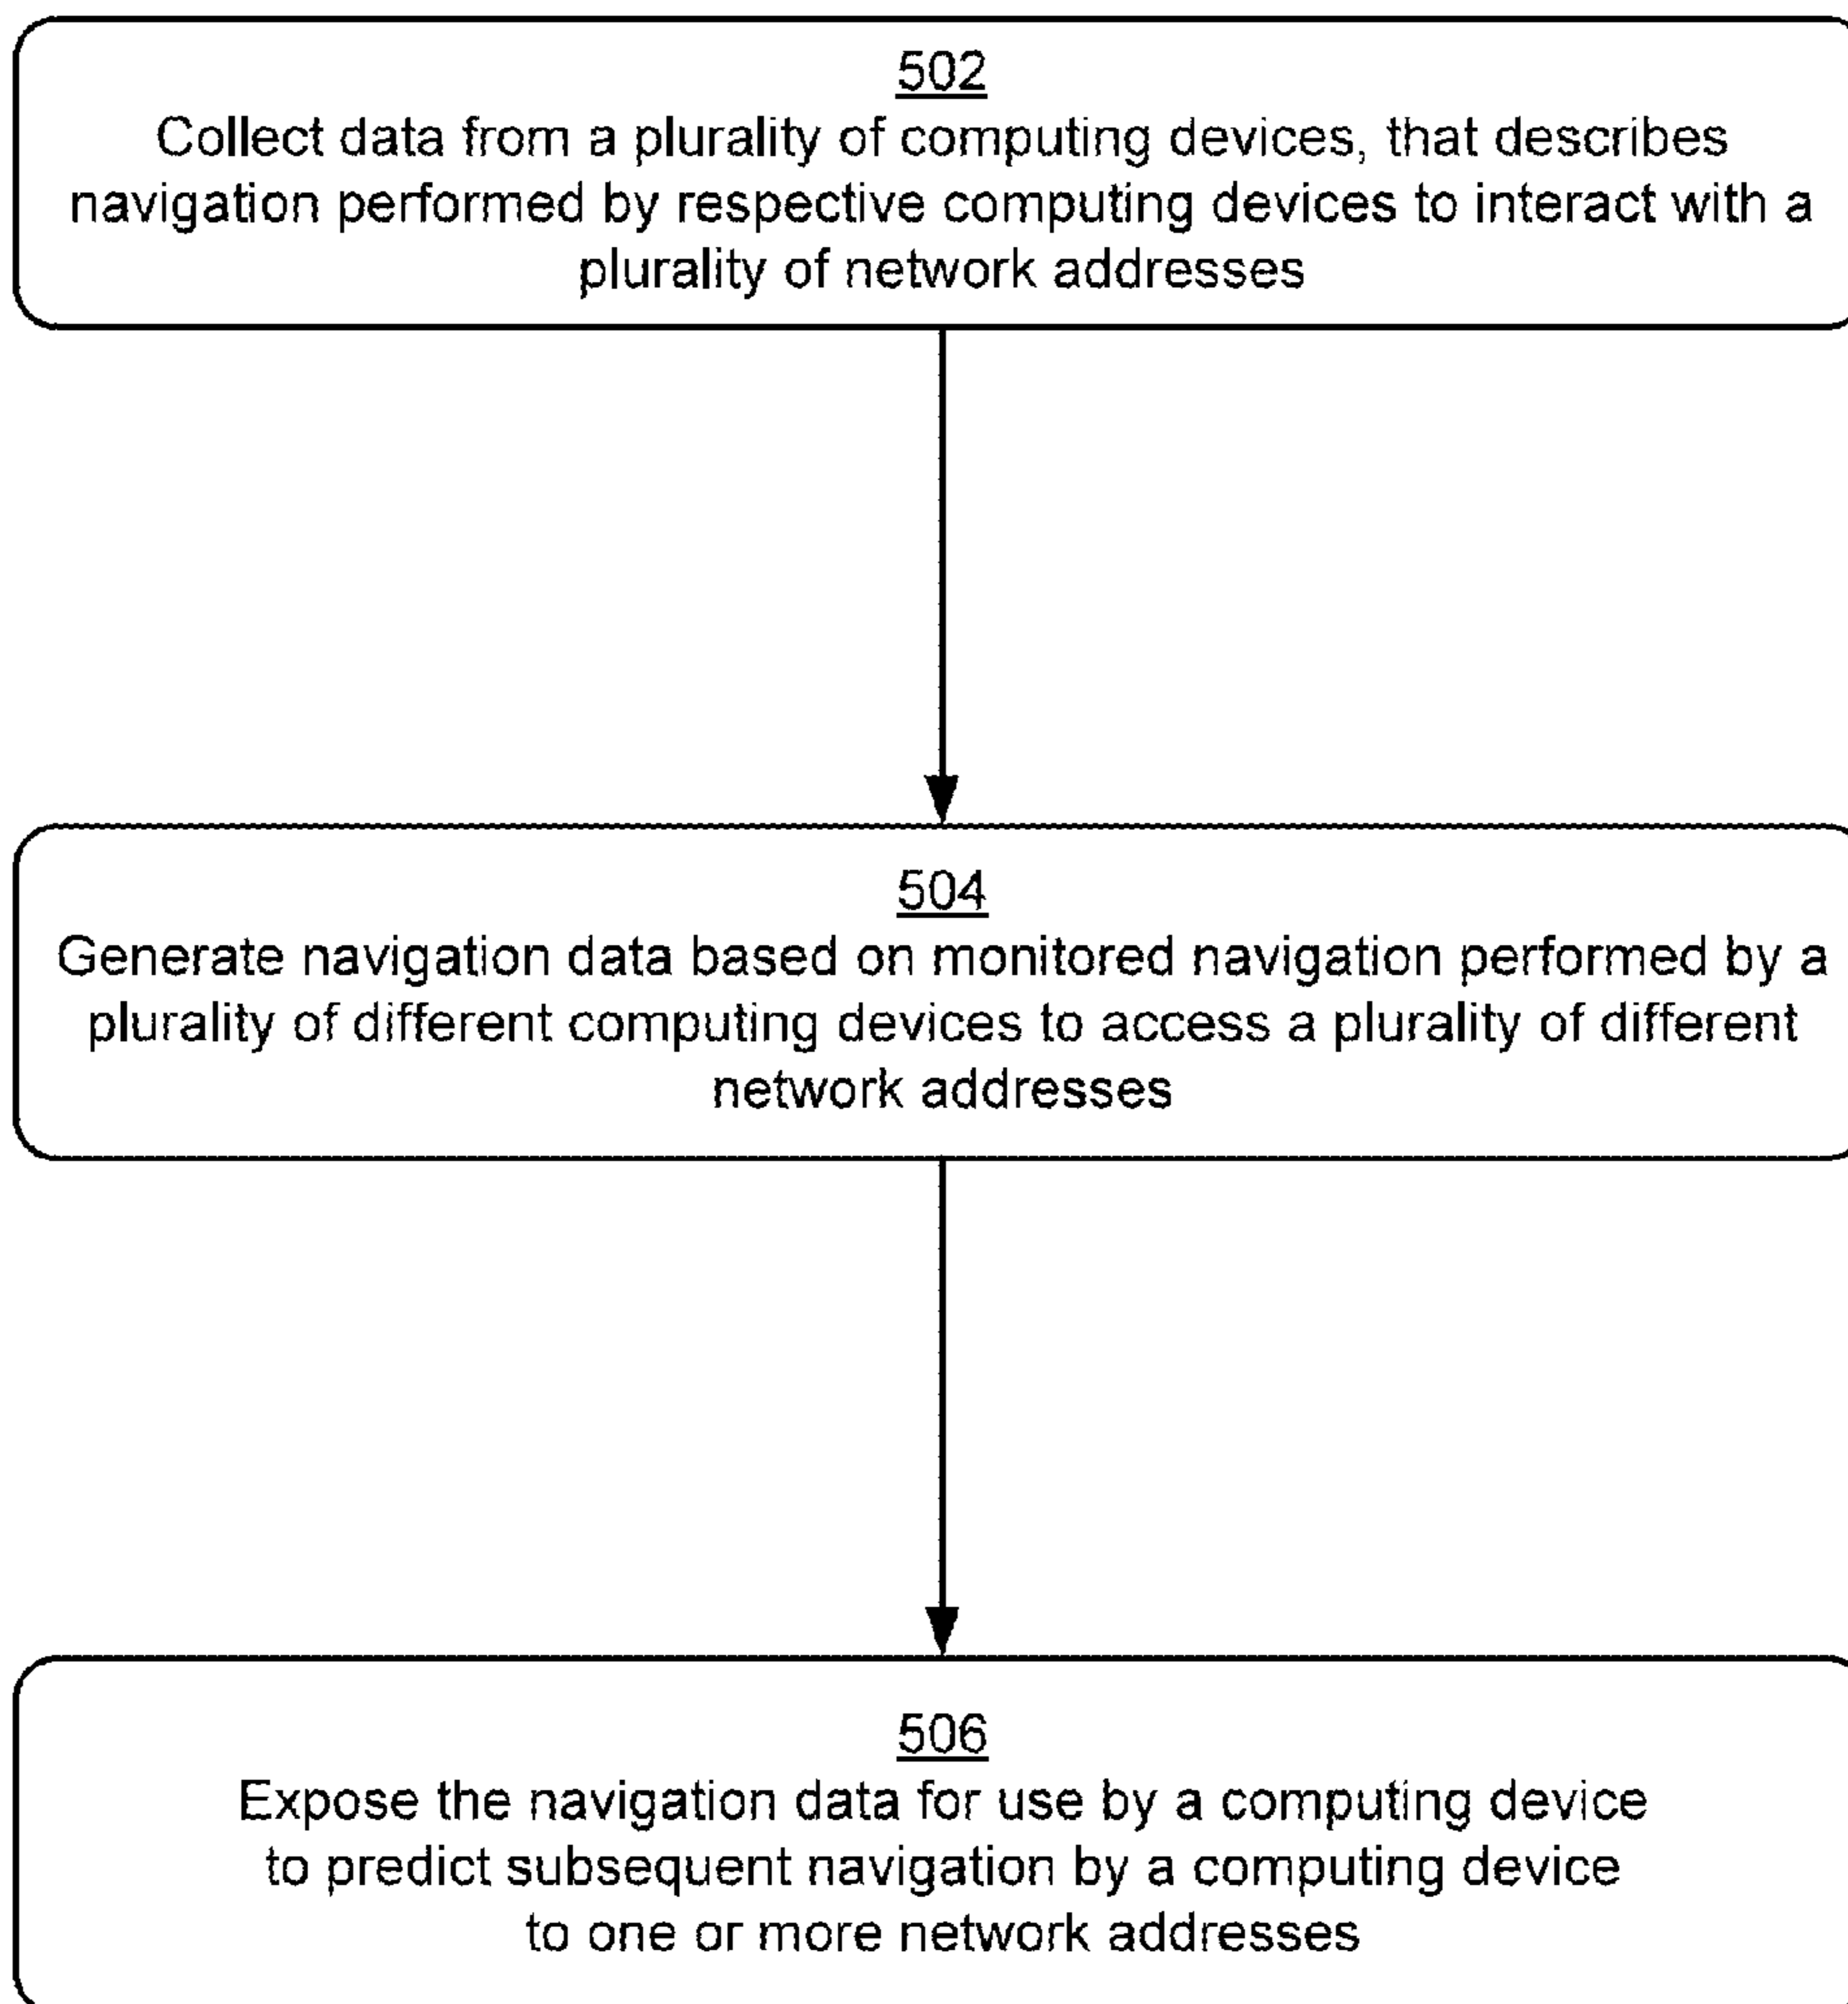 502
Collect data from a plurality of computing devices, that describes
navigation performed by respective computing devices to interact with a
plurality of network addresses
504
Generate navigation data based on monitored navigation performed by a
plurality of different computing devices to access a plurality of different
network addresses
506
Expose the navigation data for use by a computing device
to predict subsequent navigation by a computing device
to one or more network addresses